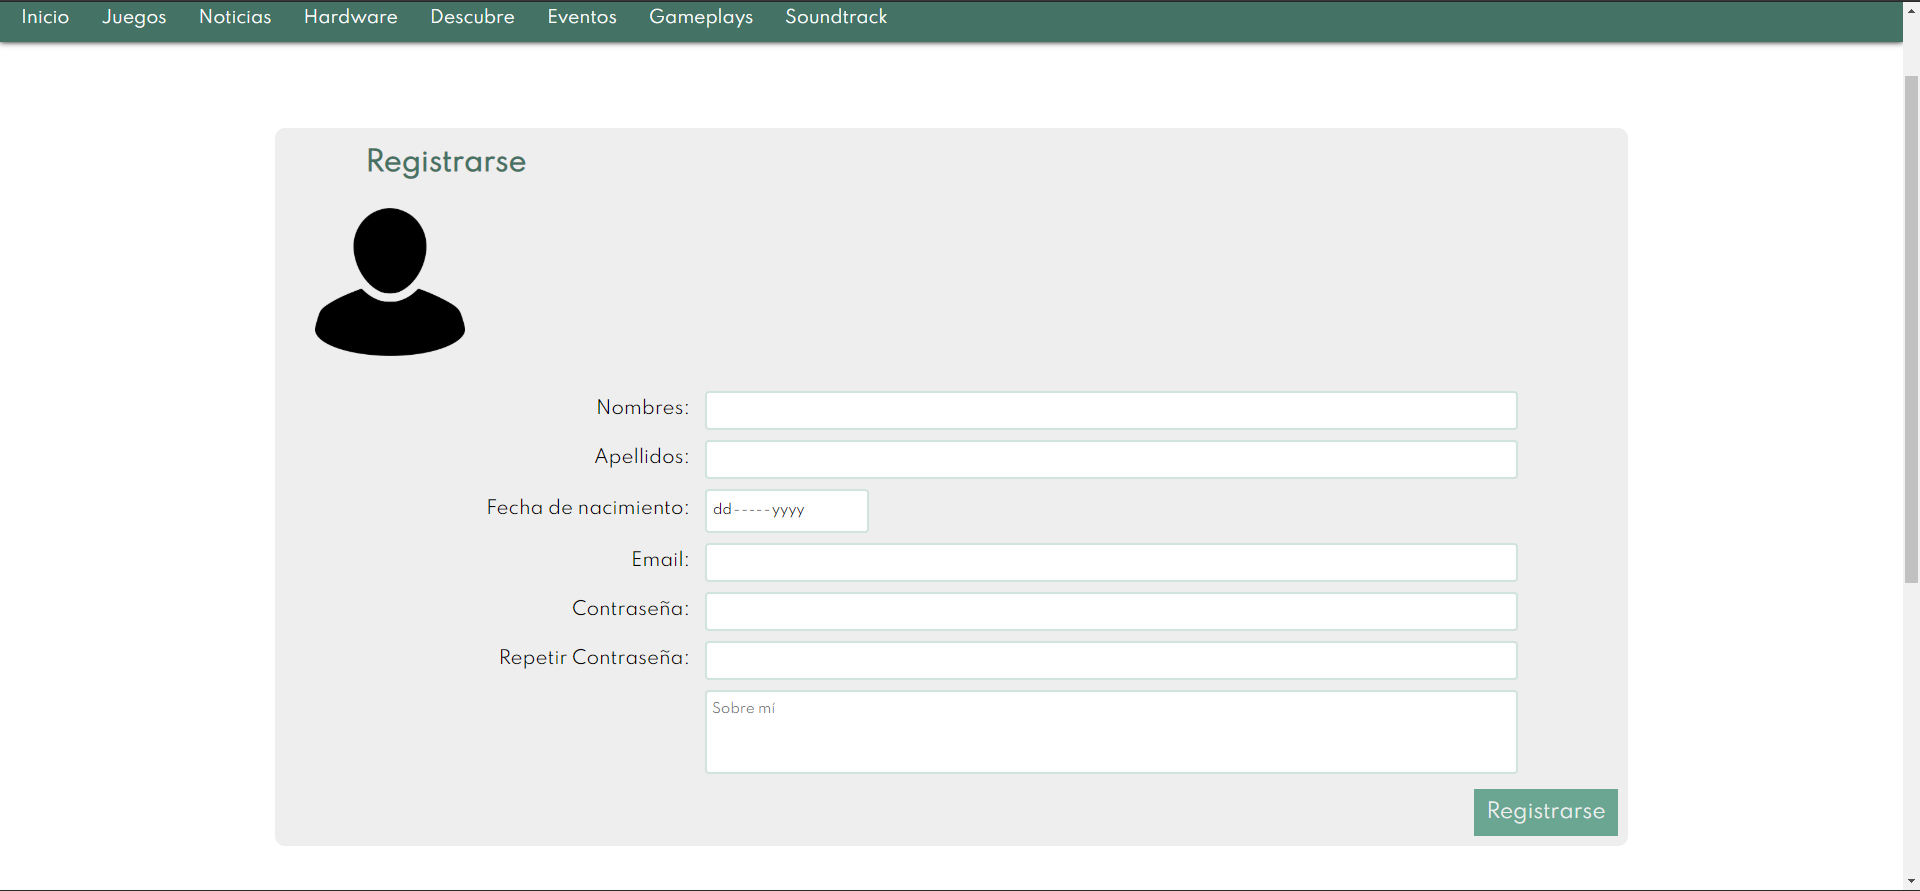 Inicio Juegos Noticias Hardware Descubre Eventos Gameplays Soundtrack
Registrarse
Nombres:
Apellidos:
Fecha de nacimiento: dd-----yyyy
Email:
Contraseña:
Repetir Contraseña:
Sobre mí
Registrarse